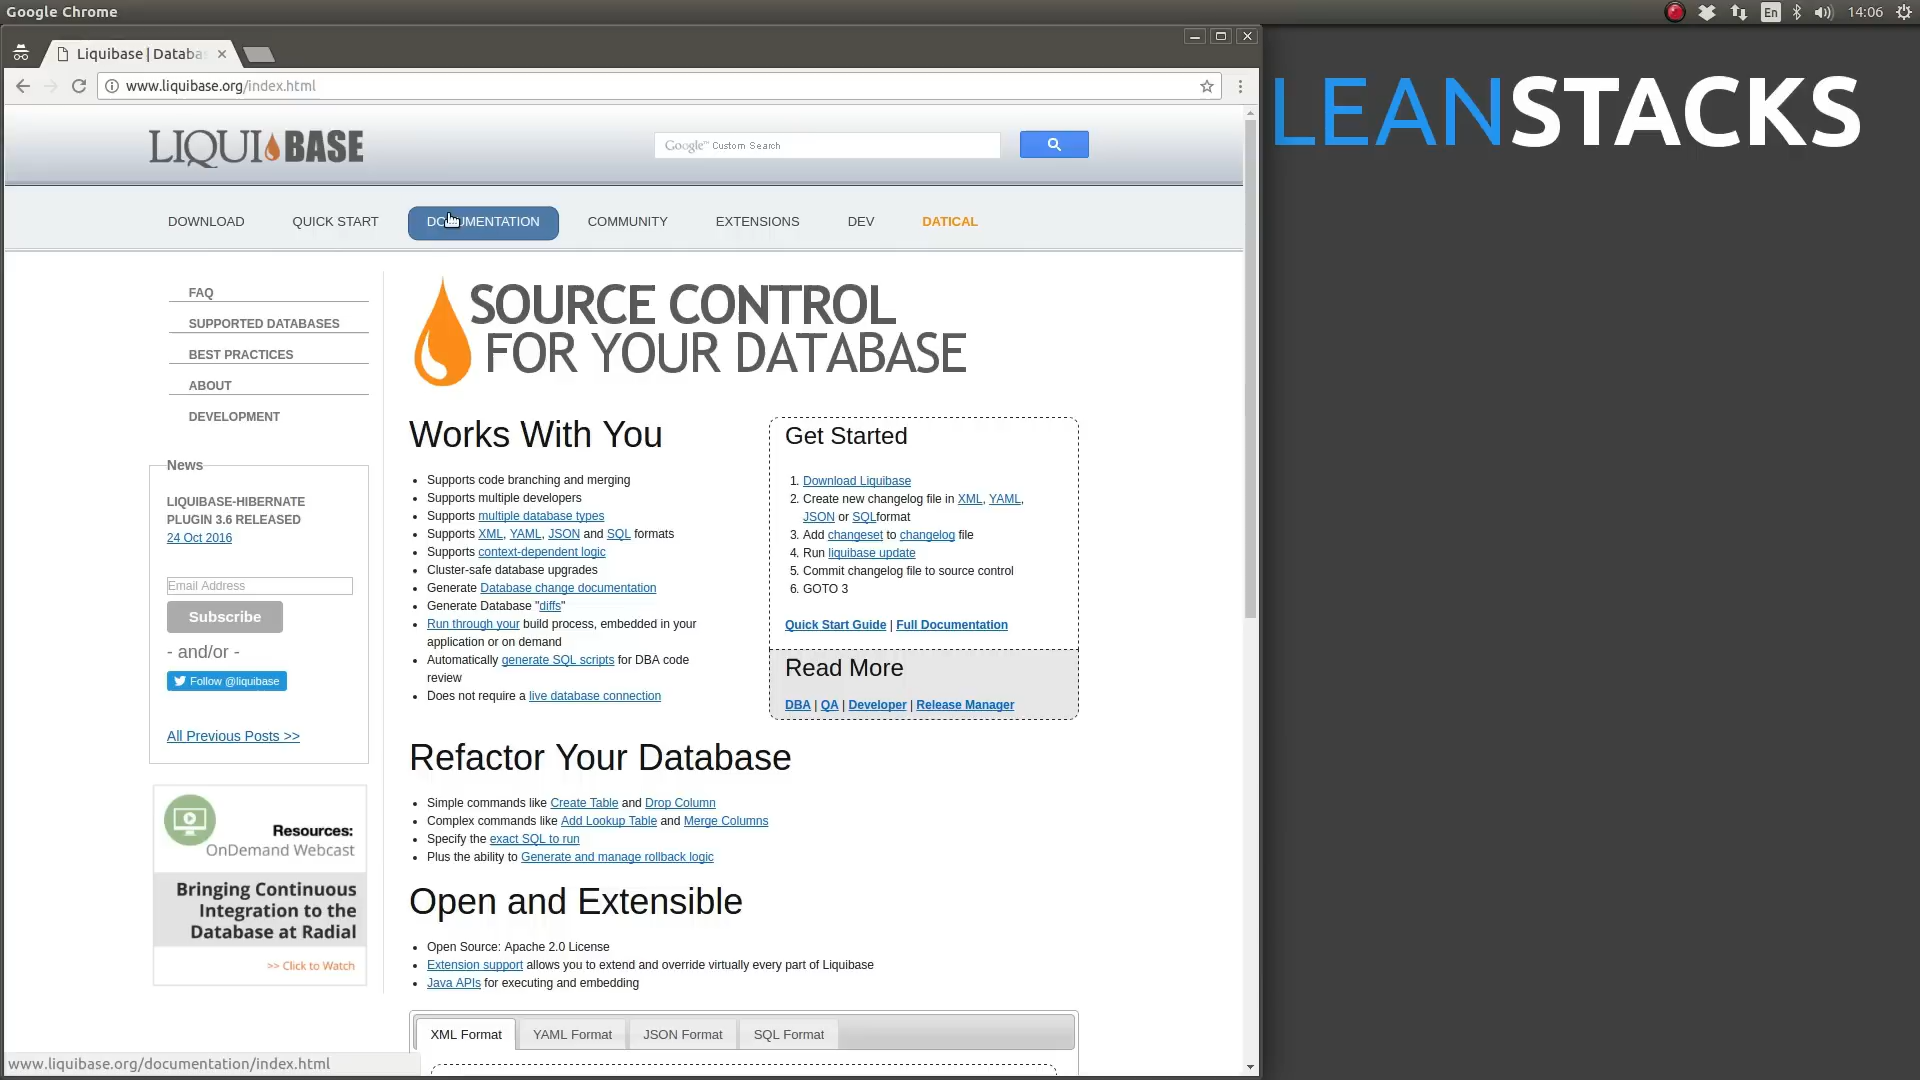 Google Chrome
En
14:06
Liquibase | Databa
www.liquibase.org/index.html
LEANSTACKS
LIQUIBASE
Google™ Custom Search
DOWNLOAD
QUICK START
DOCUMENTATION
COMMUNITY
EXTENSIONS
DEV
DATICAL
FAQ
SUPPORTED DATABASES
BEST PRACTICES
ABOUT
DEVELOPMENT
News
LIQUIBASE-HIBERNATE
PLUGIN 3.6 RELEASED
24 Oct 2016
Email Address
Subscribe
- and/or -
Follow @liquibase
All Previous Posts >>
Resources:
OnDemand Webcast
Bringing Continuous
Integration to the
Database at Radial
>> Click to Watch
SOURCE CONTROL
FOR YOUR DATABASE
Works With You
• Supports code branching and merging
• Supports multiple developers
• Supports multiple database types
• Supports XML, YAML, JSON and SQL formats
• Supports context-dependent logic
• Cluster-safe database upgrades
• Generate Database change documentation
• Generate Database "diffs"
• Run through your build process, embedded in your
application or on demand
• Automatically generate SQL scripts for DBA code
review
• Does not require a live database connection
Get Started
1. Download Liquibase
2. Create new changelog file in XML, YAML,
JSON or SQLformat
3. Add changeset to changelog file
4. Run liquibase update
5. Commit changelog file to source control
6. GOTO 3
Quick Start Guide | Full Documentation
Read More
DBA | QA | Developer | Release Manager
Refactor Your Database
• Simple commands like Create Table and Drop Column
• Complex commands like Add Lookup Table and Merge Columns
• Specify the exact SQL to run
• Plus the ability to Generate and manage rollback logic
Open and Extensible
• Open Source: Apache 2.0 License
• Extension support allows you to extend and override virtually every part of Liquibase
• Java APIs for executing and embedding
XML Format
YAML Format
JSON Format
SQL Format
www.liquibase.org/documentation/index.html